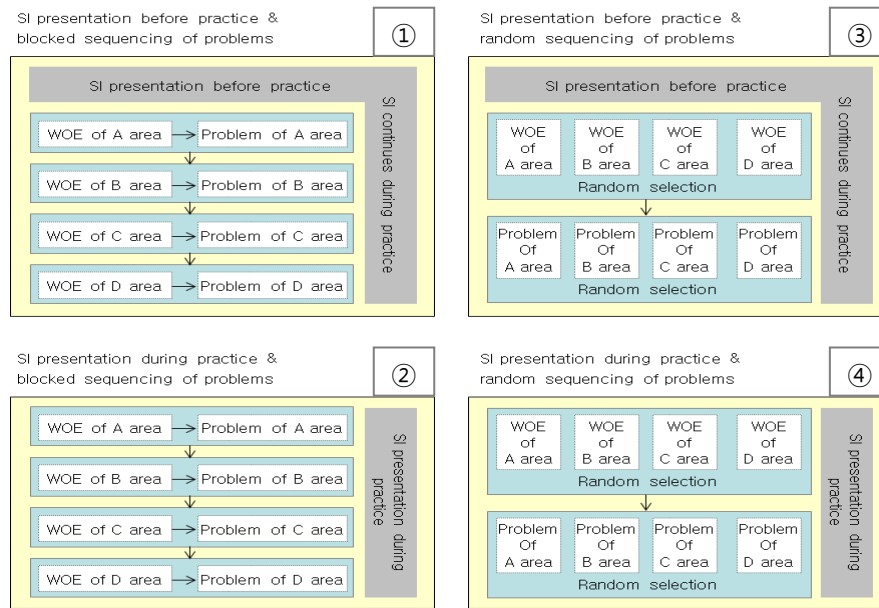 SI presentation before practice &
blocked sequencing of problems
①
SI presentation before practice
SI continues during practice
WOE of A area
Problem of A area
WOE of B area
Problem of B area
WOE of C area
Problem of C area
WOE of D area
Problem of D area
SI presentation before practice &
random sequencing of problems
③
SI presentation before practice
SI continues during practice
WOE
of
A area
WOE
of
B area
WOE
of
C area
WOE
of
D area
Random selection
Problem
Of
A area
Problem
Of
B area
Problem
Of
C area
Problem
Of
D area
Random selection
SI presentation during practice &
blocked sequencing of problems
②
WOE of A area
Problem of A area
WOE of B area
Problem of B area
WOE of C area
Problem of C area
WOE of D area
Problem of D area
SI presentation during
practice
SI presentation during practice &
random sequencing of problems
④
WOE
of
A area
WOE
of
B area
WOE
of
C area
WOE
of
D area
Random selection
Problem
Of
A area
Problem
Of
B area
Problem
Of
C area
Problem
Of
D area
Random selection
SI presentation during
practice